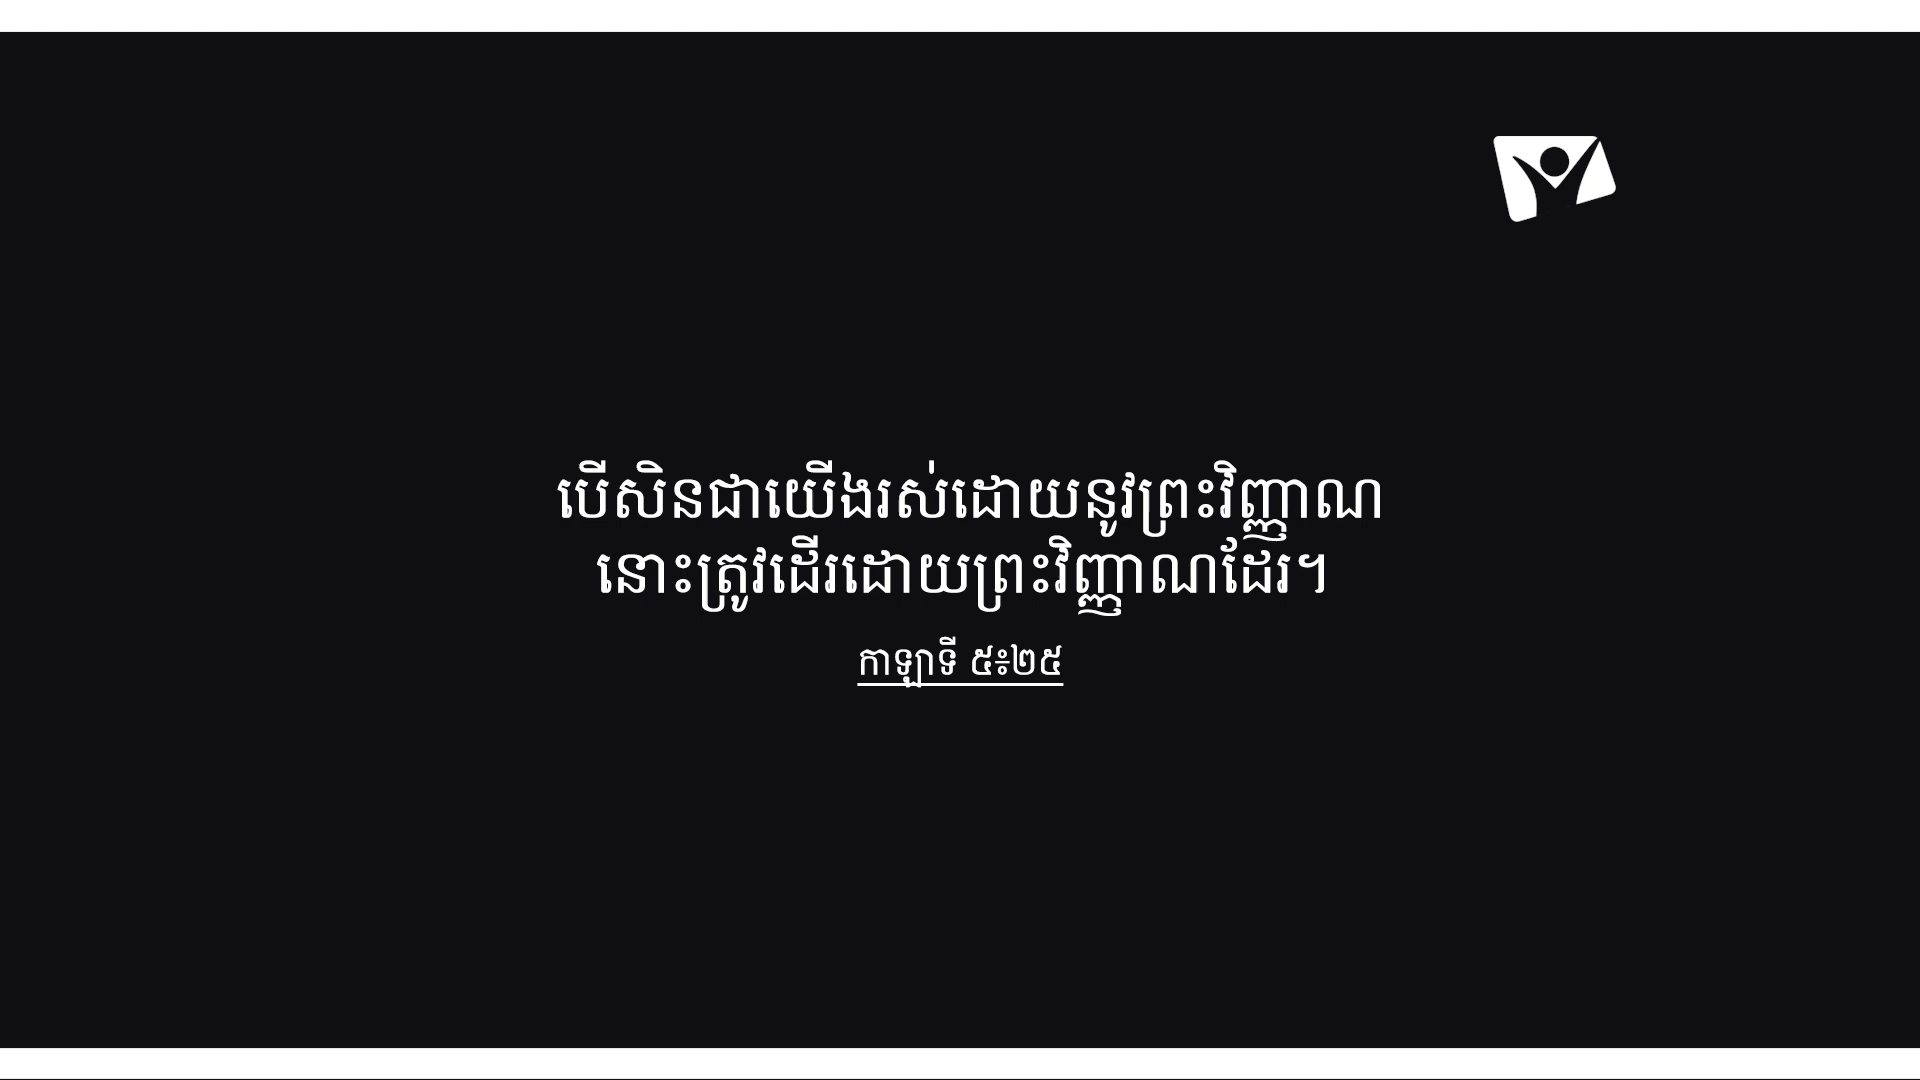 បើសិនជាយើងរស់ដោយនូវព្រះវិញ្ញាណ
នោះត្រូវដើរដោយព្រះវិញ្ញាណដែរ។
កាឡាទី ៥៖២៥